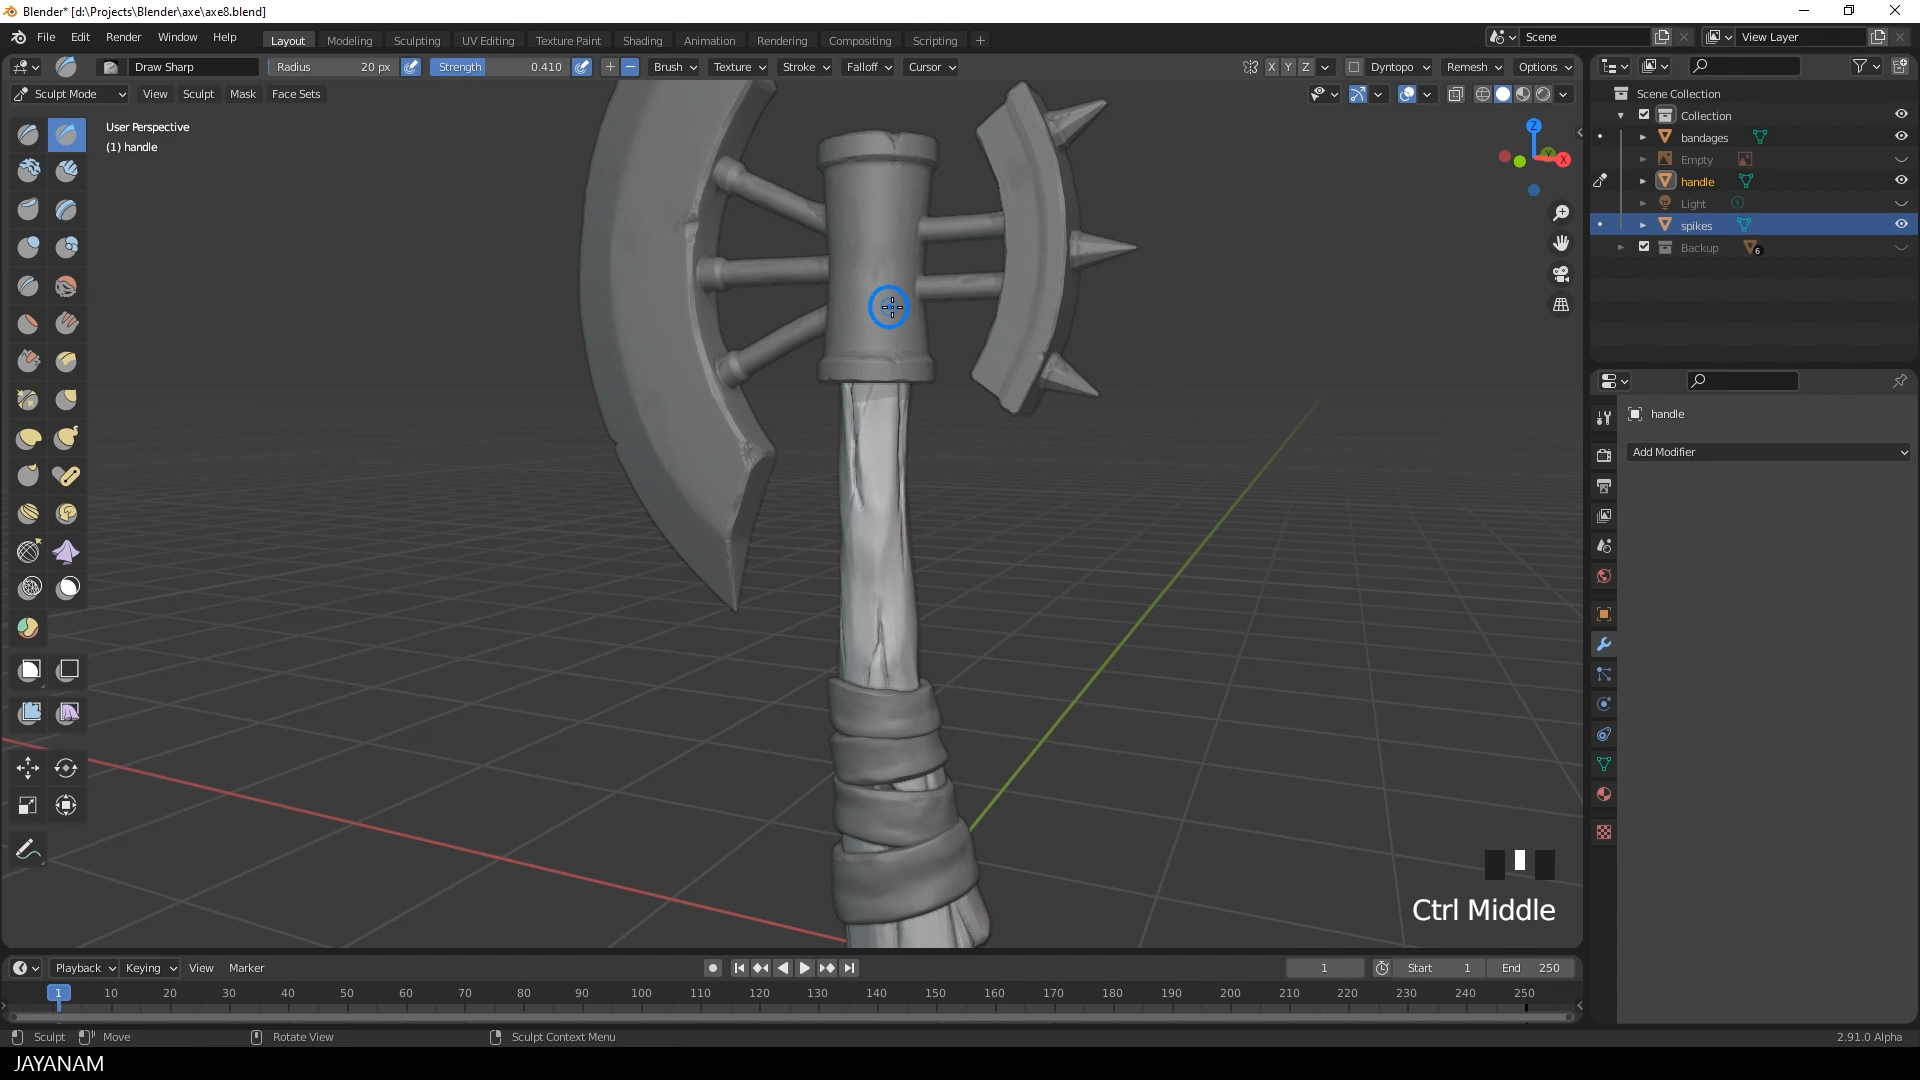 Blender* [d:\Projects\Blender\axe\axe8.blend]
File Edit Render Window Help Layout Modeling Sculpting UV Editing Texture Paint Shading Animation Rendering Compositing Scripting + Scene View Layer
Draw Sharp Radius 20 px Strength 0.410 Brush Texture Stroke Falloff Cursor X Y Z Dyntopo Remesh Options
Sculpt Mode View Sculpt Mask Face Sets
Scene Collection
Collection
bandages
Empty
handle
Light
spikes
Backup 6
User Perspective
(1) handle
Z
Y
X
handle
Add Modifier
Ctrl Middle
Playback Keying View Marker 1 Start 1 End 250
1 10 20 30 40 50 60 70 80 90 100 110 120 130 140 150 160 170 180 190 200 210 220 230 240 250
Sculpt Move Rotate View Sculpt Context Menu 2.91.0 Alpha
JAYANAM